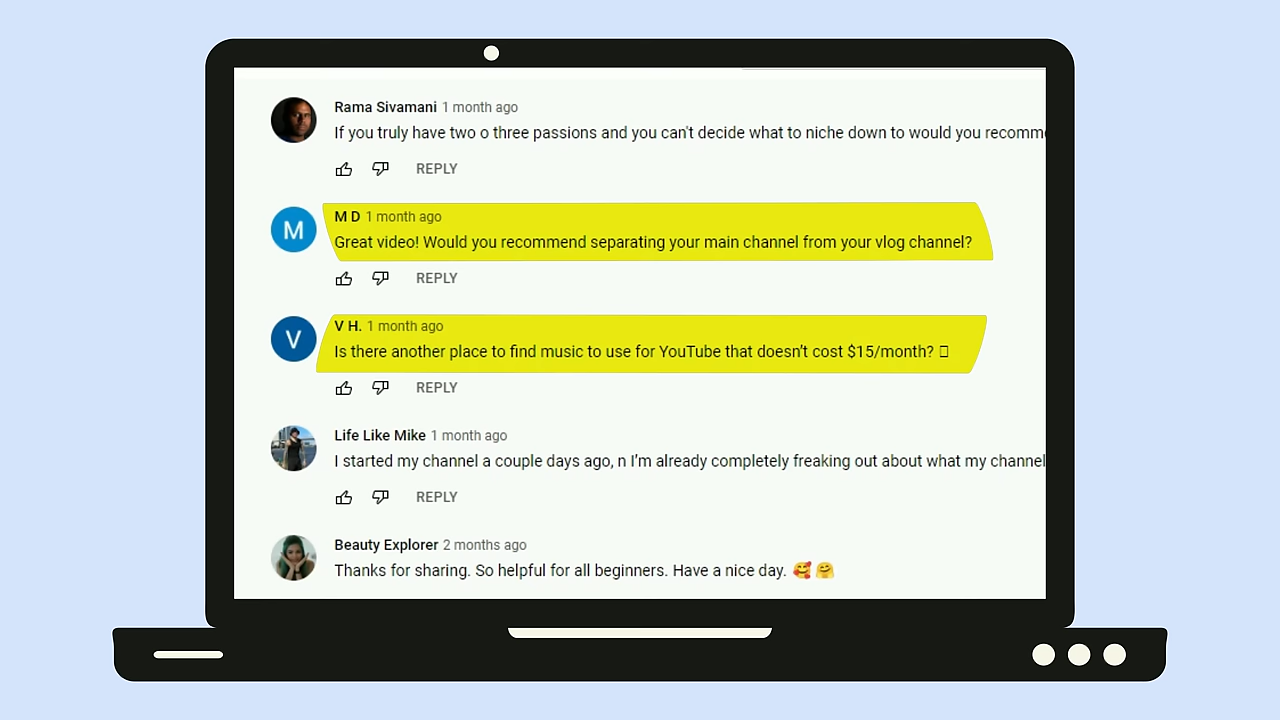 Rama Sivamani 1 month ago
If you truly have two o three passions and you can't decide what to niche down to would you recomm
REPLY
M
M D 1 month ago
Great video! Would you recommend separating your main channel from your vlog channel?
REPLY
V
V H. 1 month ago
Is there another place to find music to use for YouTube that doesn’t cost $15/month?
REPLY
Life Like Mike 1 month ago
I started my channel a couple days ago, n I’m already completely freaking out about what my channel
REPLY
Beauty Explorer 2 months ago
Thanks for sharing. So helpful for all beginners. Have a nice day. 🥰 🤗